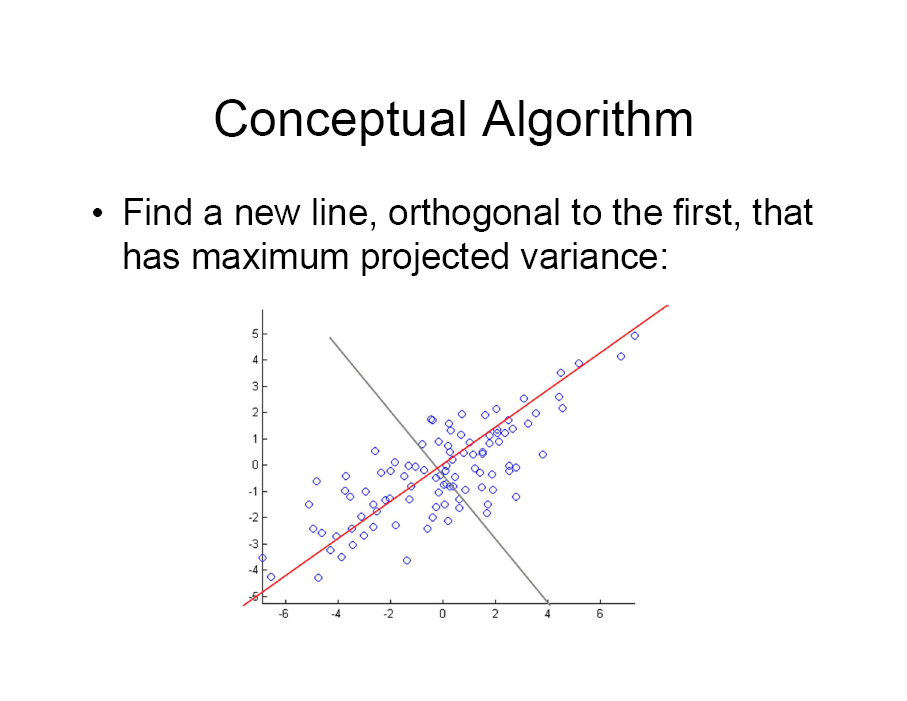 Conceptual Algorithm
• Find a new line, orthogonal to the first, that
has maximum projected variance:
5
4
3
2
1
0
-1
-2
-3
-4
-5
-6 -4 -2 0 2 4 6